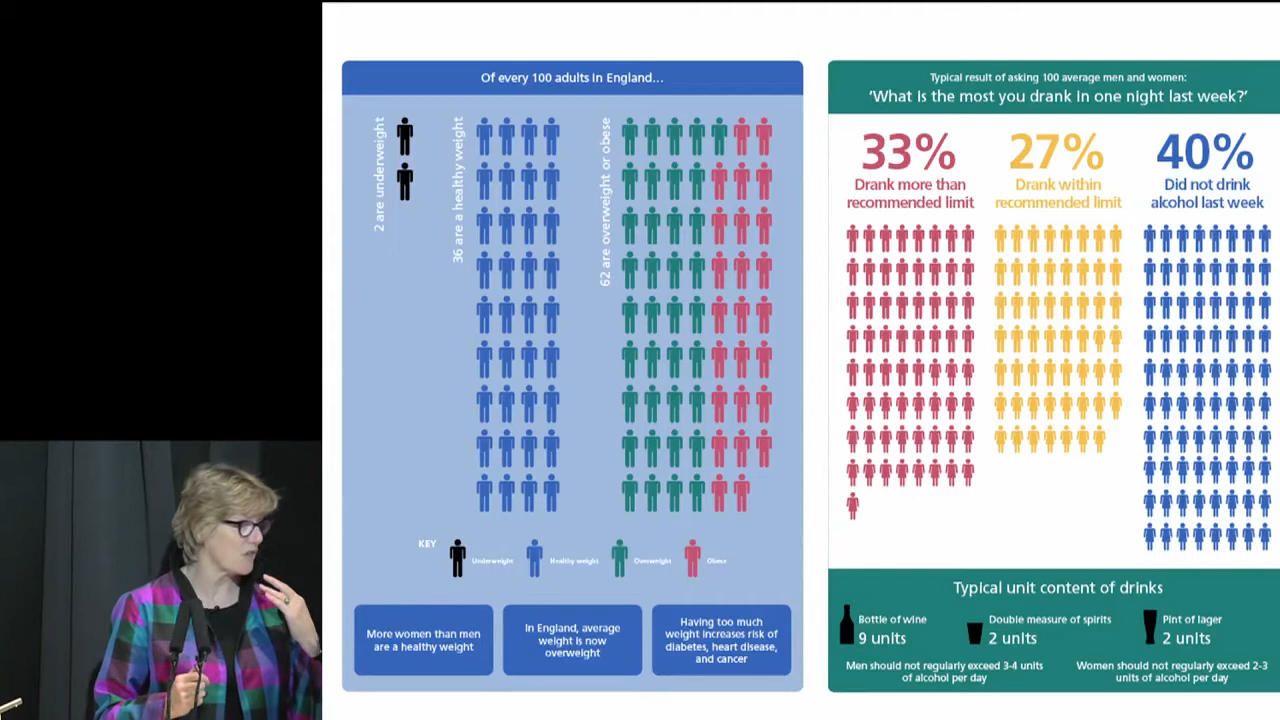 Of every 100 adults in England...
2 are underweight
36 are a healthy weight
62 are overweight or obese
KEY
Underweight
Healthy weight
Overweight
Obese
More women than men
are a healthy weight
In England, average
weight is now
overweight
Having too much
weight increases risk of
diabetes, heart disease,
and cancer
Typical result of asking 100 average men and women:
'What is the most you drank in one night last week?'
33%
Drank more than
recommended limit
27%
Drank within
recommended limit
40%
Did not drink
alcohol last week
Typical unit content of drinks
Bottle of wine
9 units
Double measure of spirits
2 units
Pint of lager
2 units
Men should not regularly exceed 3-4 units
of alcohol per day
Women should not regularly exceed 2-3
units of alcohol per day